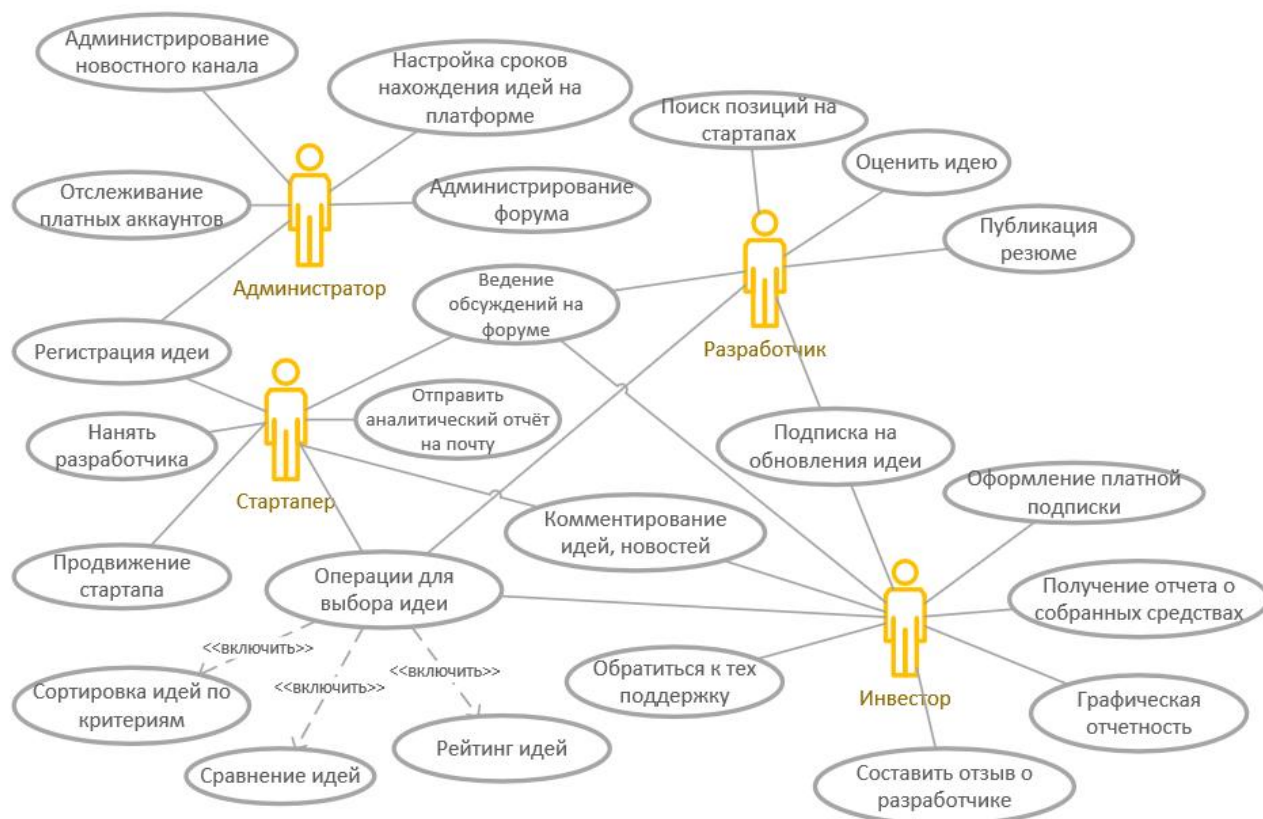 Администрирование
новостного канала
Настройка сроков
нахождения идей на
платформе
Поиск позиций на
стартапах
Оценить идею
Отслеживание
платных аккаунтов
Администрирование
форума
Публикация
резюме
Администратор
Ведение
обсуждений на
форуме
Разработчик
Регистрация идеи
Отправить
аналитический отчёт
на почту
Нанять
разработчика
Подписка на
обновления идеи
Стартапер
Оформление платной
подписки
Комментирование
идей, новостей
Продвижение
стартапа
Операции для
выбора идеи
Получение отчета о
собранных средствах
<<включить>>
<<включить>>
<<включить>>
Обратиться к тех
поддержку
Инвестор
Сортировка идей по
критериям
Графическая
отчетность
Рейтинг идей
Сравнение идей
Составить отзыв о
разработчике